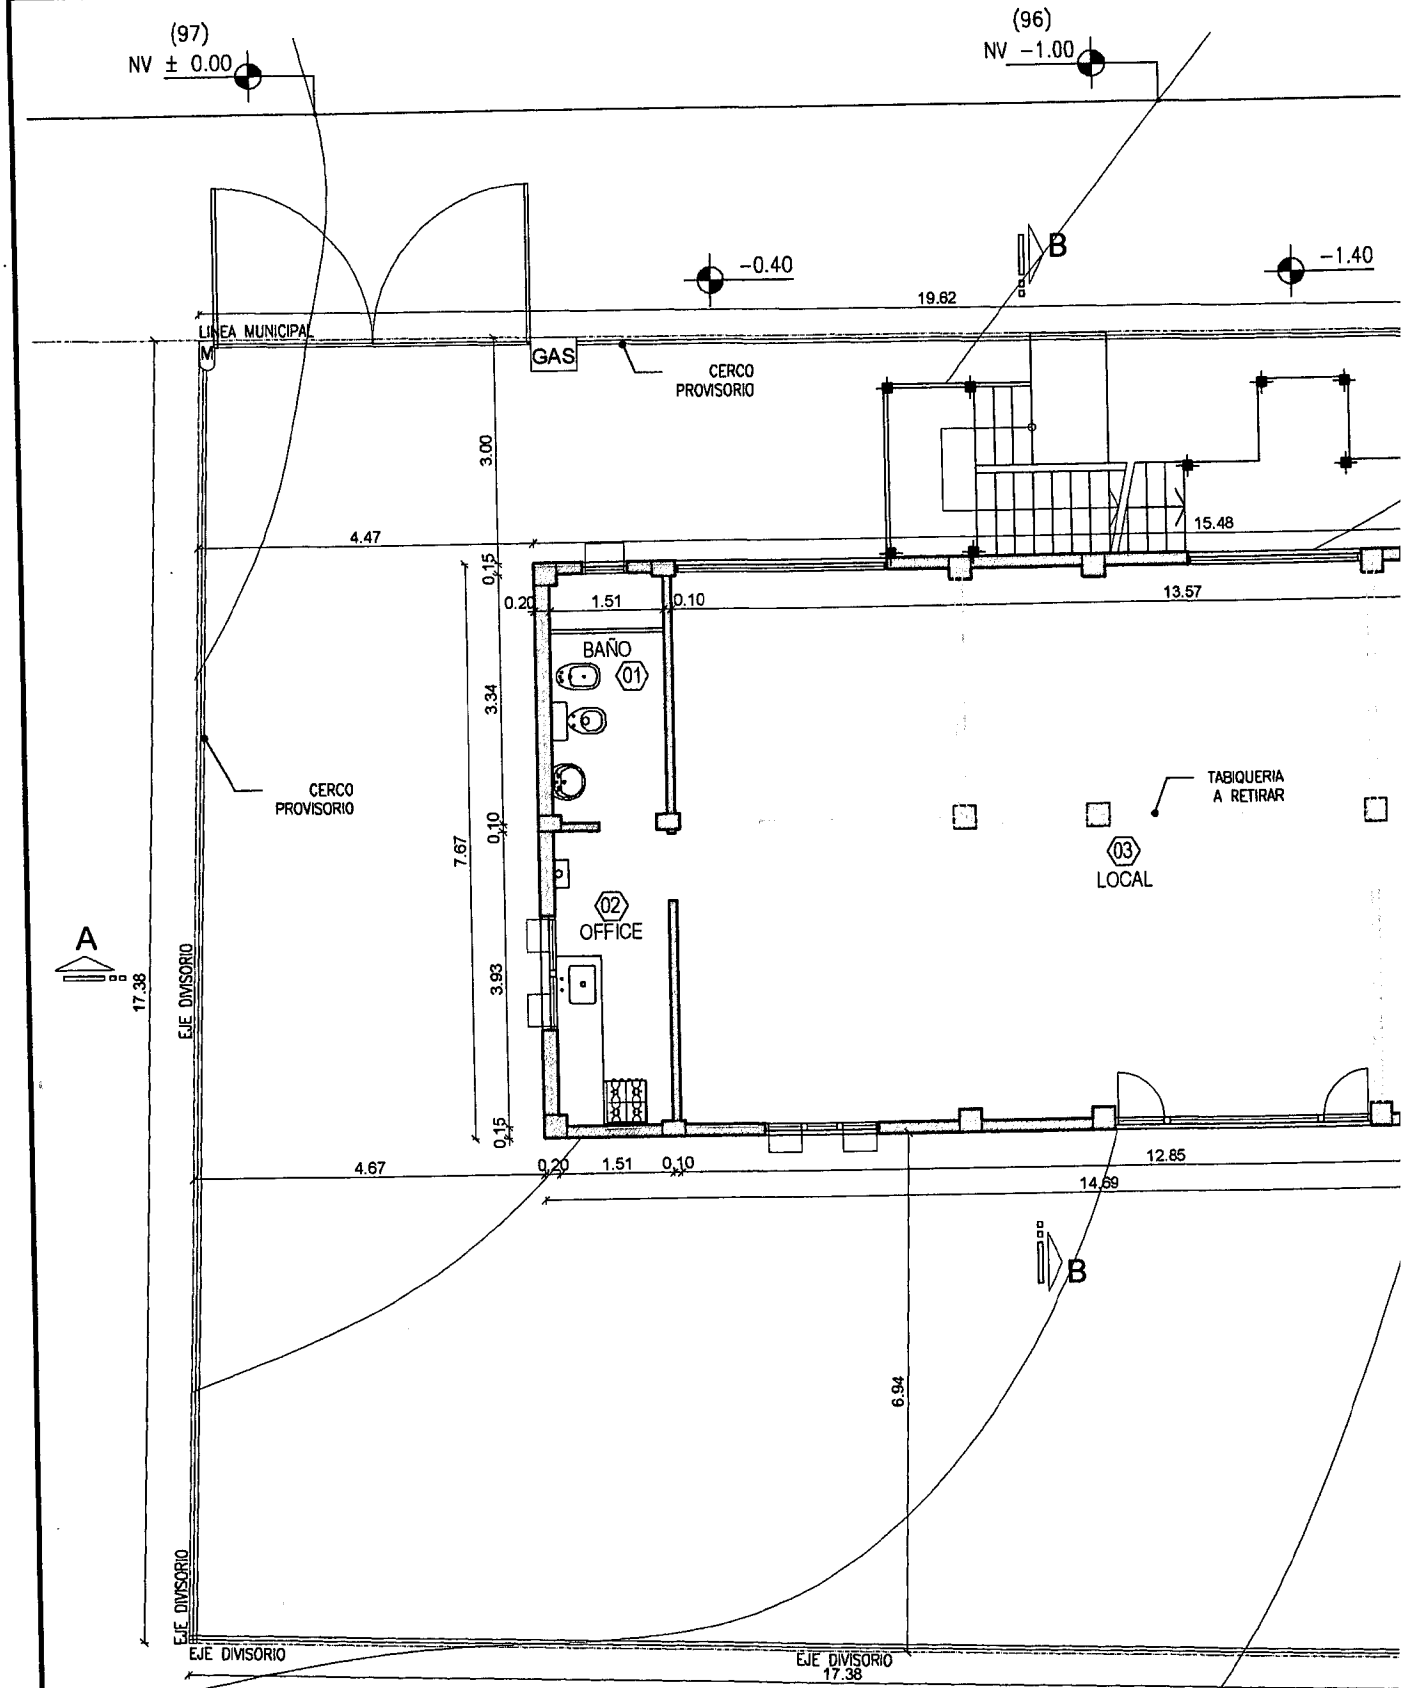 (97)
NV ± 0.00
(96)
NV -1.00
B
-0.40
-1.40
19.62
LINEA MUNICIPAL
M
GAS
CERCO
PROVISORIO
3.00
15.48
4.47
0,15
0.20
1.51
0.10
13.57
BAÑO
01
3.34
TABIQUERIA
A RETIRAR
CERCO
PROVISORIO
0,10
7.67
03
LOCAL
02
OFFICE
A
EJE DIVISORIO
17.38
3.93
0,15
4.67
0,20
1.51
0,10
12.85
14.69
B
6.94
EJE DIVISORIO
EJE DIVISORIO
EJE DIVISORIO
17.38